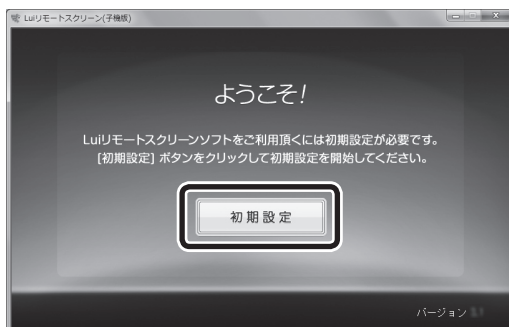 Luiリモートスクリーン(子機版)
ようこそ!
Luiリモートスクリーンソフトをご利用頂くには初期設定が必要です。
[初期設定] ボタンをクリックして初期設定を開始してください。
初期設定
バージョン